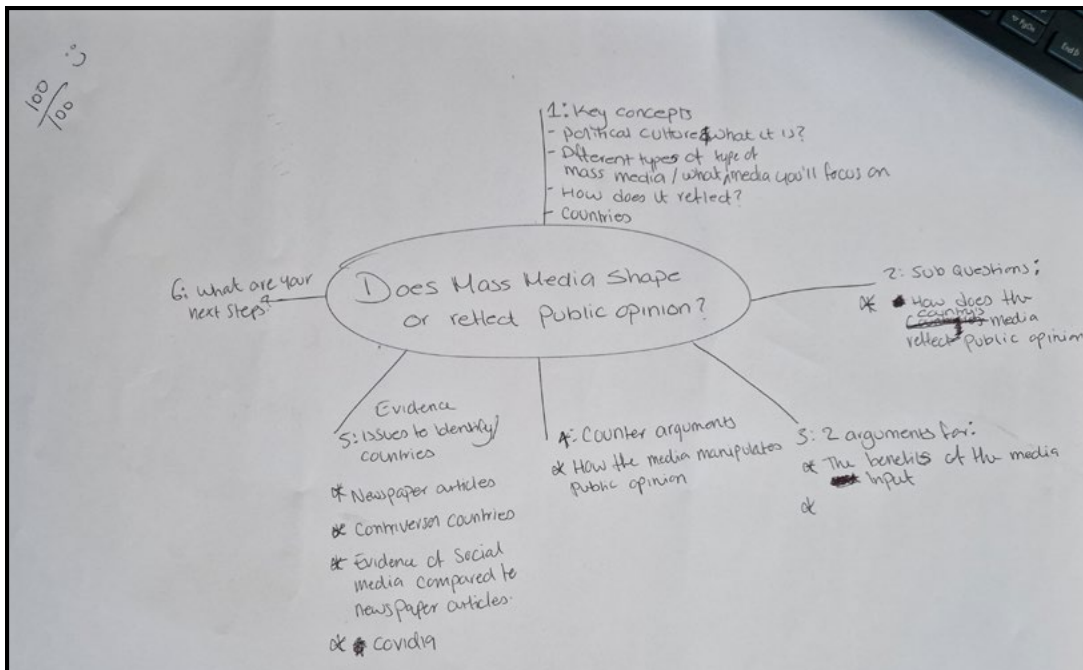 100
100
1: Key concepts
- Political culture & what it is?
- Different types of type of
mass media / what media you'll focus on
- How does it reflect?
- Countries
Does Mass Media shape
or reflect public opinion?
2: Sub Questions:
* How does the
country's
media
reflect public opinion
3: 2 arguments for:
* The benefits of the media
Input
*
4: Counter arguments
* How the media manipulates
public opinion
Evidence
5: Issues to Identify/
countries
* Newspaper articles
* Contriversol countries
* Evidence of Social
media compared to
newspaper articles.
* Covid19
6: What are your
next steps?
PgDn
End